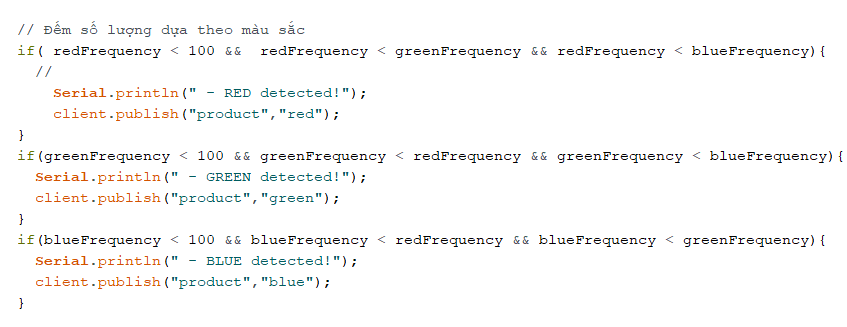 // Đếm số lượng dựa theo màu sắc
if( redFrequency < 100 &&  redFrequency < greenFrequency && redFrequency < blueFrequency){
  //
    Serial.println(" - RED detected!");
    client.publish("product","red");
}
if(greenFrequency < 100 && greenFrequency < redFrequency && greenFrequency < blueFrequency){
  Serial.println(" - GREEN detected!");
  client.publish("product","green");
}
if(blueFrequency < 100 && blueFrequency < redFrequency && blueFrequency < greenFrequency){
  Serial.println(" - BLUE detected!");
  client.publish("product","blue");
}